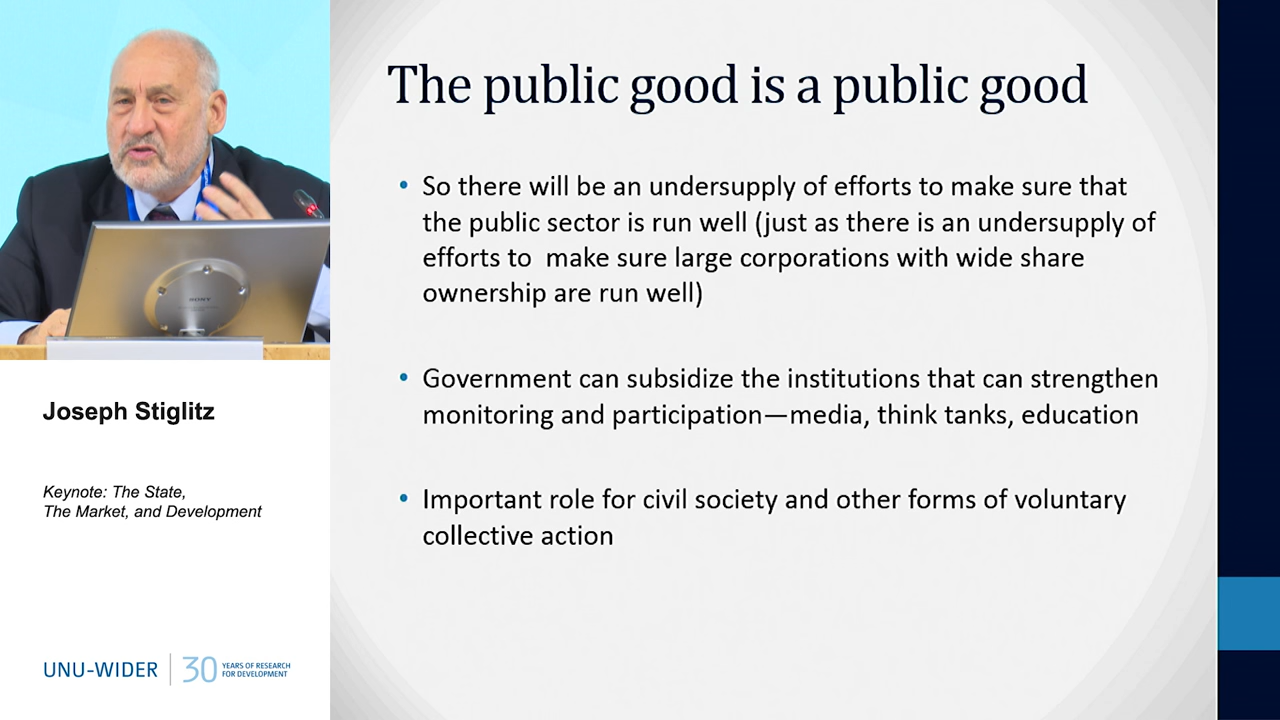 The public good is a public good
• So there will be an undersupply of efforts to make sure that
the public sector is run well (just as there is an undersupply of
efforts to  make sure large corporations with wide share
ownership are run well)
• Government can subsidize the institutions that can strengthen
monitoring and participation—media, think tanks, education
• Important role for civil society and other forms of voluntary
collective action
SONY
Joseph Stiglitz
Keynote: The State,
The Market, and Development
UNU-WIDER
30
YEARS OF RESEARCH
FOR DEVELOPMENT